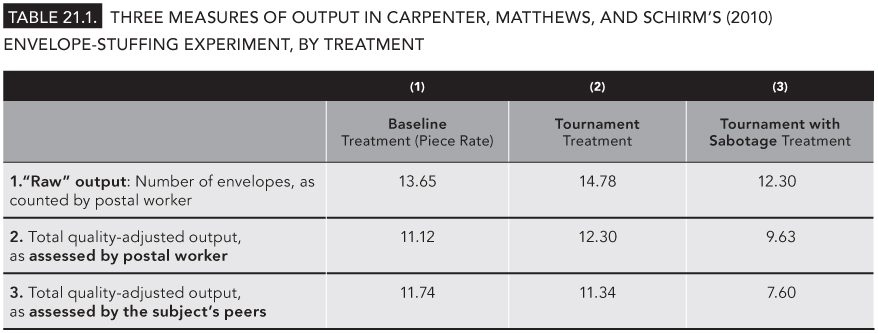 TABLE 21.1. THREE MEASURES OF OUTPUT IN CARPENTER, MATTHEWS, AND SCHIRM'S (2010)
ENVELOPE-STUFFING EXPERIMENT, BY TREATMENT
(1) (2) (3)
Baseline Tournament Tournament with
Treatment (Piece Rate) Treatment Sabotage Treatment
1."Raw" output: Number of envelopes, as 13.65 14.78 12.30
counted by postal worker
2. Total quality-adjusted output, 11.12 12.30 9.63
as assessed by postal worker
3. Total quality-adjusted output, 11.74 11.34 7.60
as assessed by the subject's peers